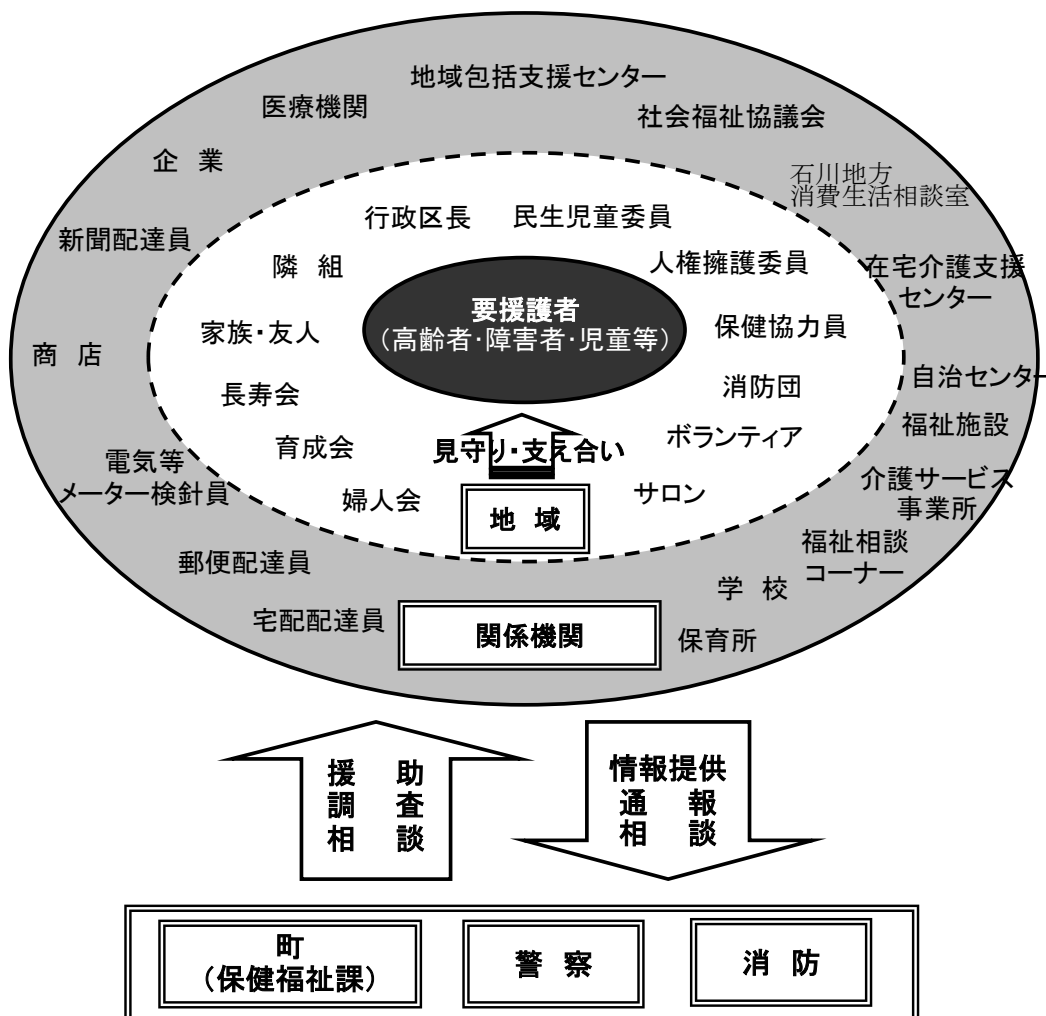 地域包括支援センター
医療機関
社会福祉協議会
企 業
石川地方
消費生活相談室
新聞配達員
行政区長
民生児童委員
隣 組
人権擁護委員
在宅介護支援
センター
要援護者
（高齢者・障害者・児童等）
家族・友人
保健協力員
商 店
長寿会
消防団
自治センター
福祉施設
育成会
見守り・支え合い
ボランティア
電気等
メーター検針員
婦人会
地 域
サロン
介護サービス
事業所
郵便配達員
福祉相談
コーナー
学 校
宅配配達員
関係機関
保育所
援 助
調 査
相 談
情報提供
通 報
相 談
町
（保健福祉課）
警 察
消 防